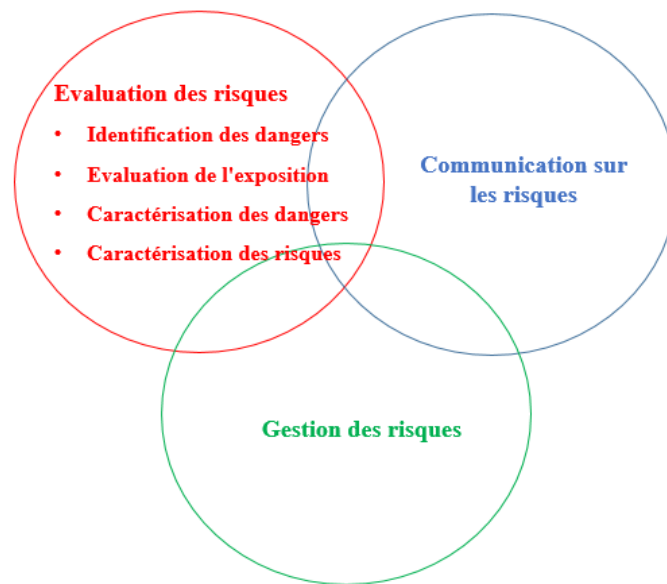 Evaluation des risques
• Identification des dangers
• Evaluation de l'exposition
• Caractérisation des dangers
• Caractérisation des risques
Communication sur
les risques
Gestion des risques